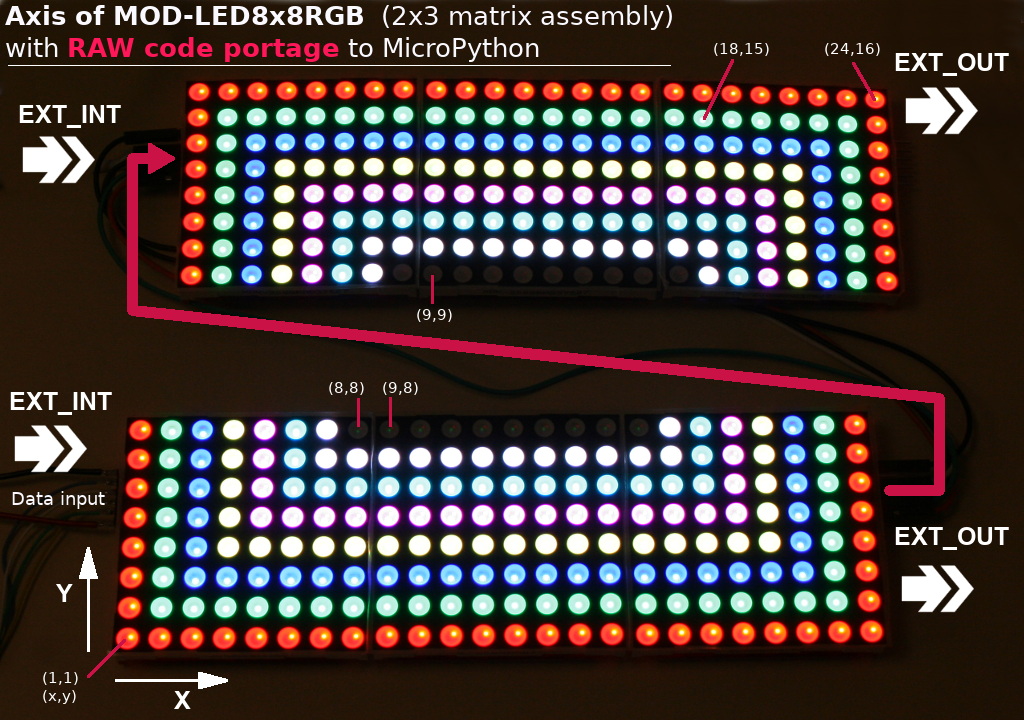 Axis of MOD-LED8x8RGB (2x3 matrix assembly)
with RAW code portage to MicroPython
(18,15)
(24,16)
EXT_OUT
EXT_INT
(9,9)
(8,8)
(9,8)
EXT_INT
Data input
EXT_OUT
Y
(1,1)
(x,y)
X